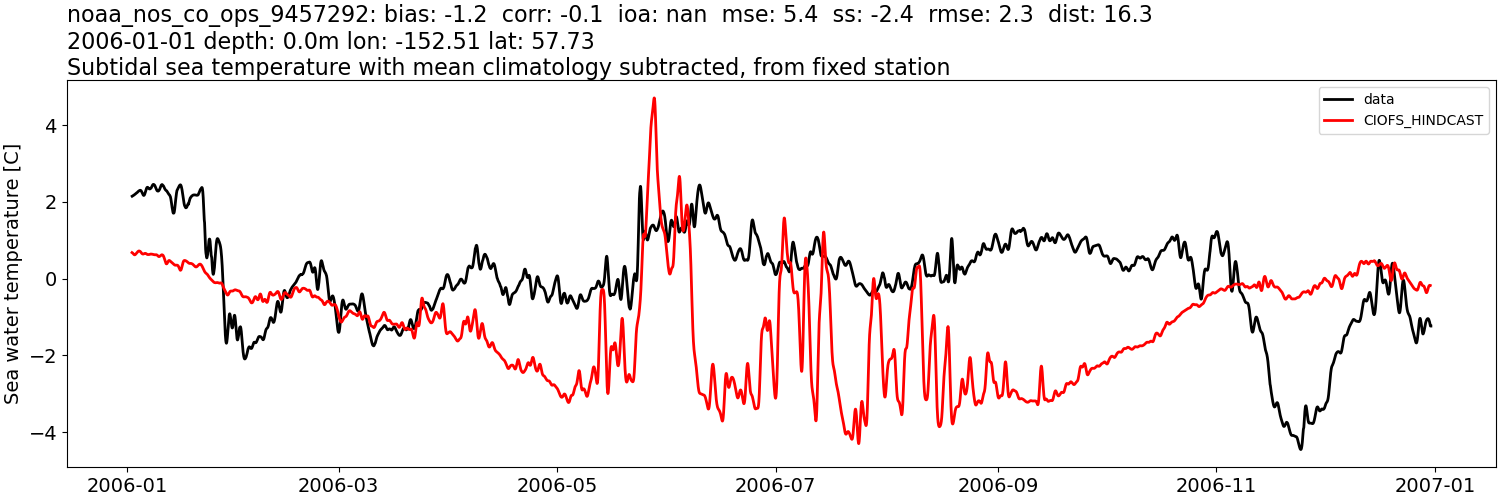 noaa_nos_co_ops_9457292: bias: -1.2  corr: -0.1  ioa: nan  mse: 5.4  ss: -2.4  rmse: 2.3  dist: 16.3
2006-01-01 depth: 0.0m lon: -152.51 lat: 57.73
Subtidal sea temperature with mean climatology subtracted, from fixed station
data
CIOFS_HINDCAST
Sea water temperature [C]
4
2
0
−2
−4
2006-01 2006-03 2006-05 2006-07 2006-09 2006-11 2007-01